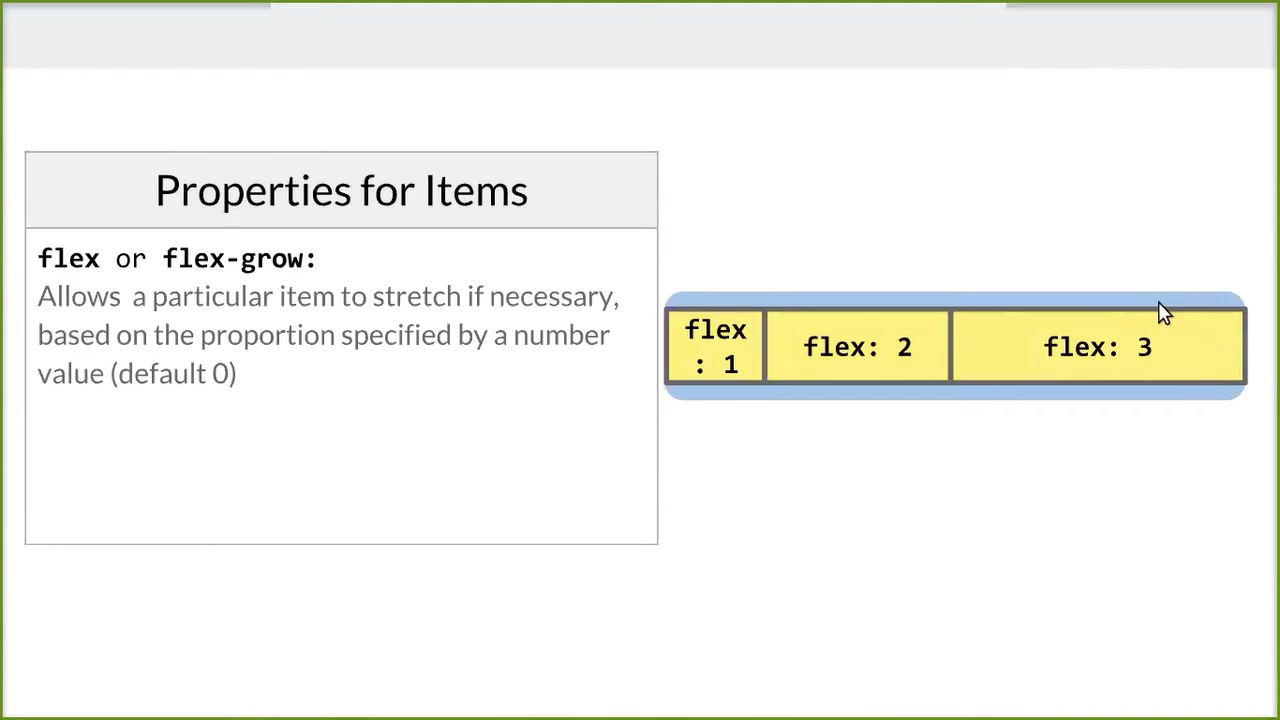 Properties for Items
flex or flex-grow:
Allows a particular item to stretch if necessary,
based on the proportion specified by a number
value (default 0)
flex
: 1
flex: 2
flex: 3